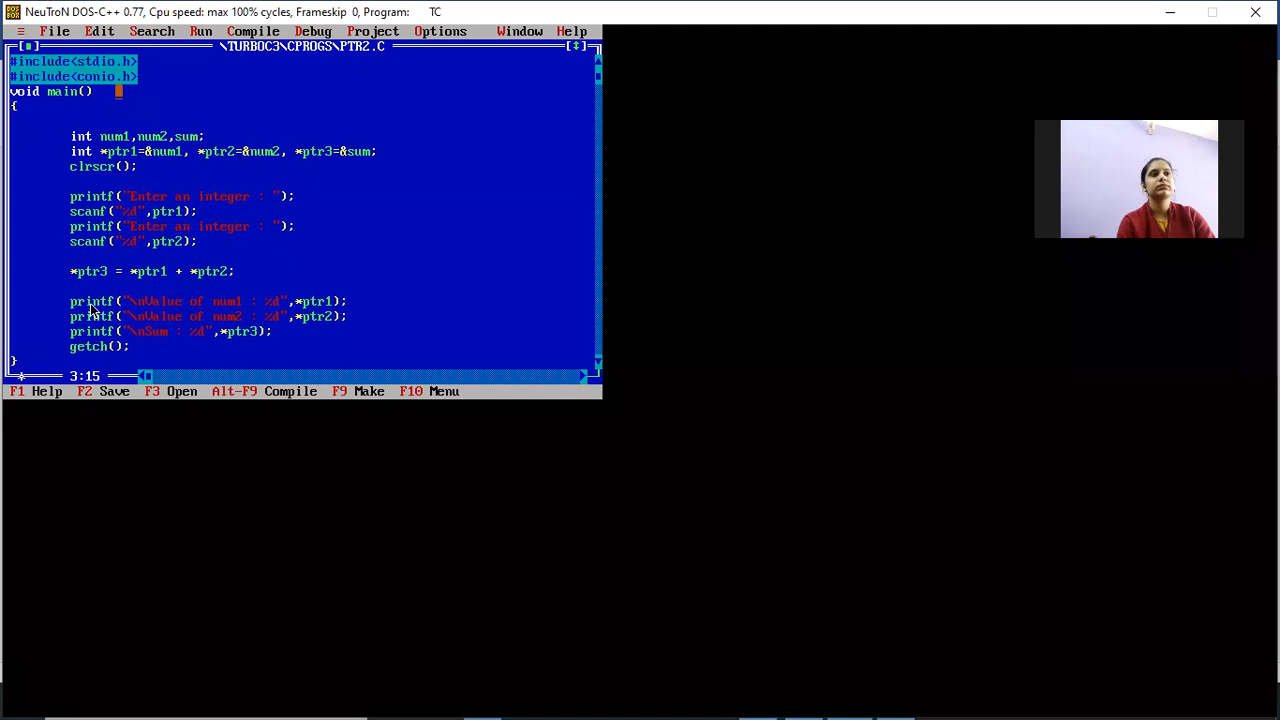 NeuTroN DOS-C++ 0.77, Cpu speed: max 100% cycles, Frameskip 0, Program: TC
≡ File Edit Search Run Compile Debug Project Options Window Help
[■] \TURBOC3\CPROGS\PTR2.C [↕]
#include<stdio.h>
#include<conio.h>
void main()
{
int num1,num2,sum;
int *ptr1=&num1, *ptr2=&num2, *ptr3=&sum;
clrscr();
printf("Enter an integer : ");
scanf("%d",ptr1);
printf("Enter an integer : ");
scanf("%d",ptr2);
*ptr3 = *ptr1 + *ptr2;
printf("\nValue of num1 : %d",*ptr1);
printf("\nValue of num2 : %d",*ptr2);
printf("\nSum : %d",*ptr3);
getch();
}
* 3:15
F1 Help F2 Save F3 Open Alt-F9 Compile F9 Make F10 Menu